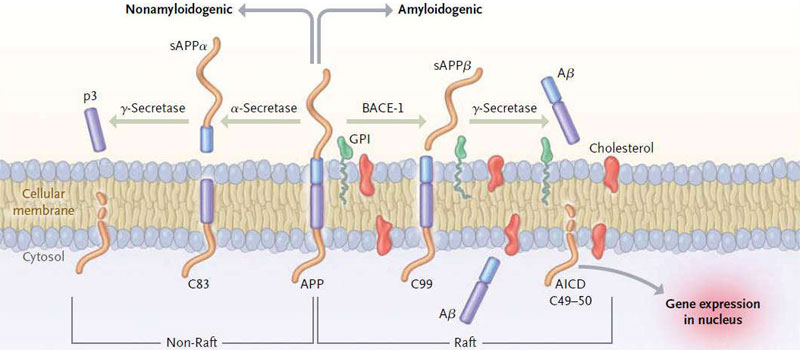 Nonamyloidogenic
Amyloidogenic
sAPPα
sAPPβ
Aβ
p3
γ-Secretase
α-Secretase
BACE-1
γ-Secretase
GPI
Cholesterol
Cellular
membrane
Cytosol
C83
APP
C99
Aβ
AICD
C49–50
Gene expression
in nucleus
Non-Raft
Raft